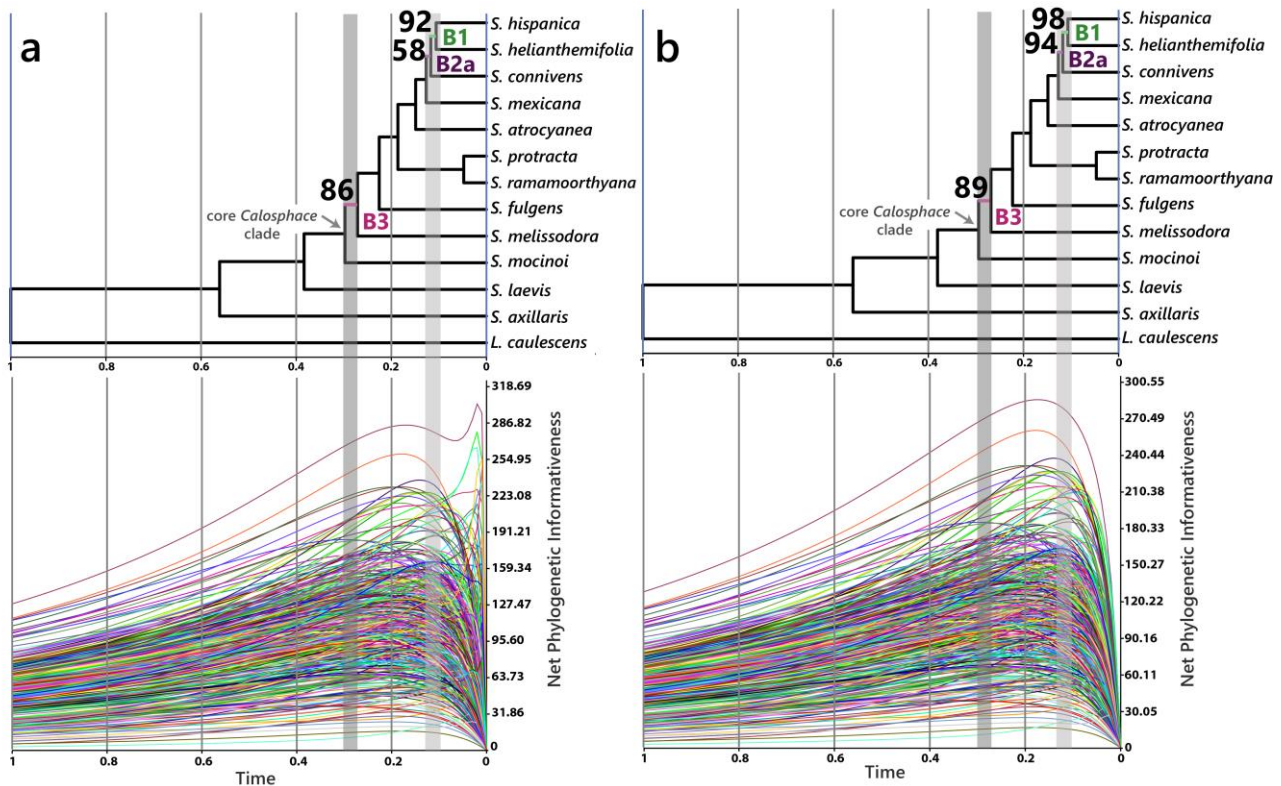 a
92
B1
58
B2a
86
B3
core Calosphace
clade
S. hispanica
S. helianthemifolia
S. connivens
S. mexicana
S. atrocyanea
S. protracta
S. ramamoorthyana
S. fulgens
S. melissodora
S. mocinoi
S. laevis
S. axillaris
L. caulescens
1 0.8 0.6 0.4 0.2 0
318.69
286.82
254.95
223.08
191.21
159.34
127.47
95.60
63.73
31.86
0
Net Phylogenetic Informativeness
1 0.8 0.6 0.4 0.2 0
Time
b
98
B1
94
B2a
89
B3
core Calosphace
clade
S. hispanica
S. helianthemifolia
S. connivens
S. mexicana
S. atrocyanea
S. protracta
S. ramamoorthyana
S. fulgens
S. melissodora
S. mocinoi
S. laevis
S. axillaris
L. caulescens
1 0.8 0.6 0.4 0.2 0
300.55
270.49
240.44
210.38
180.33
150.27
120.22
90.16
60.11
30.05
0
Net Phylogenetic Informativeness
1 0.8 0.6 0.4 0.2 0
Time